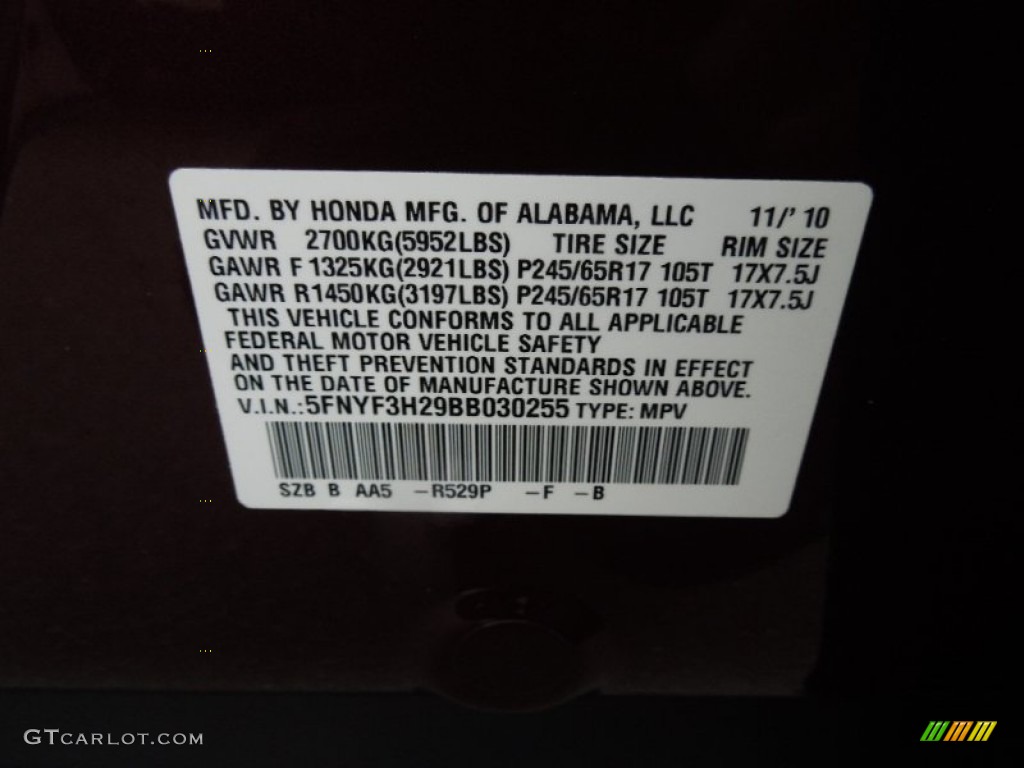 MFD. BY HONDA MFG. OF ALABAMA, LLC 11/' 10
GVWR 2700KG(5952LBS) TIRE SIZE RIM SIZE
GAWR F 1325KG(2921LBS) P245/65R17 105T 17X7.5J
GAWR R1450KG(3197LBS) P245/65R17 105T 17X7.5J
THIS VEHICLE CONFORMS TO ALL APPLICABLE
FEDERAL MOTOR VEHICLE SAFETY
AND THEFT PREVENTION STANDARDS IN EFFECT
ON THE DATE OF MANUFACTURE SHOWN ABOVE.
V.I.N.:5FNYF3H29BB030255 TYPE: MPV
SZB B AA5 -R529P -F -B
GTCARLOT.COM